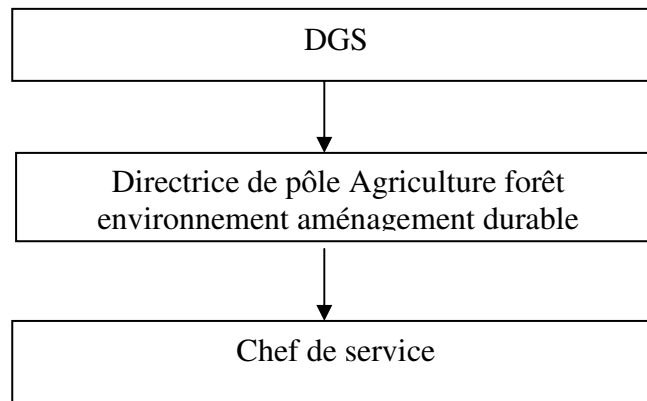 DGS
Directrice de pôle Agriculture forêt
environnement aménagement durable
Chef de service